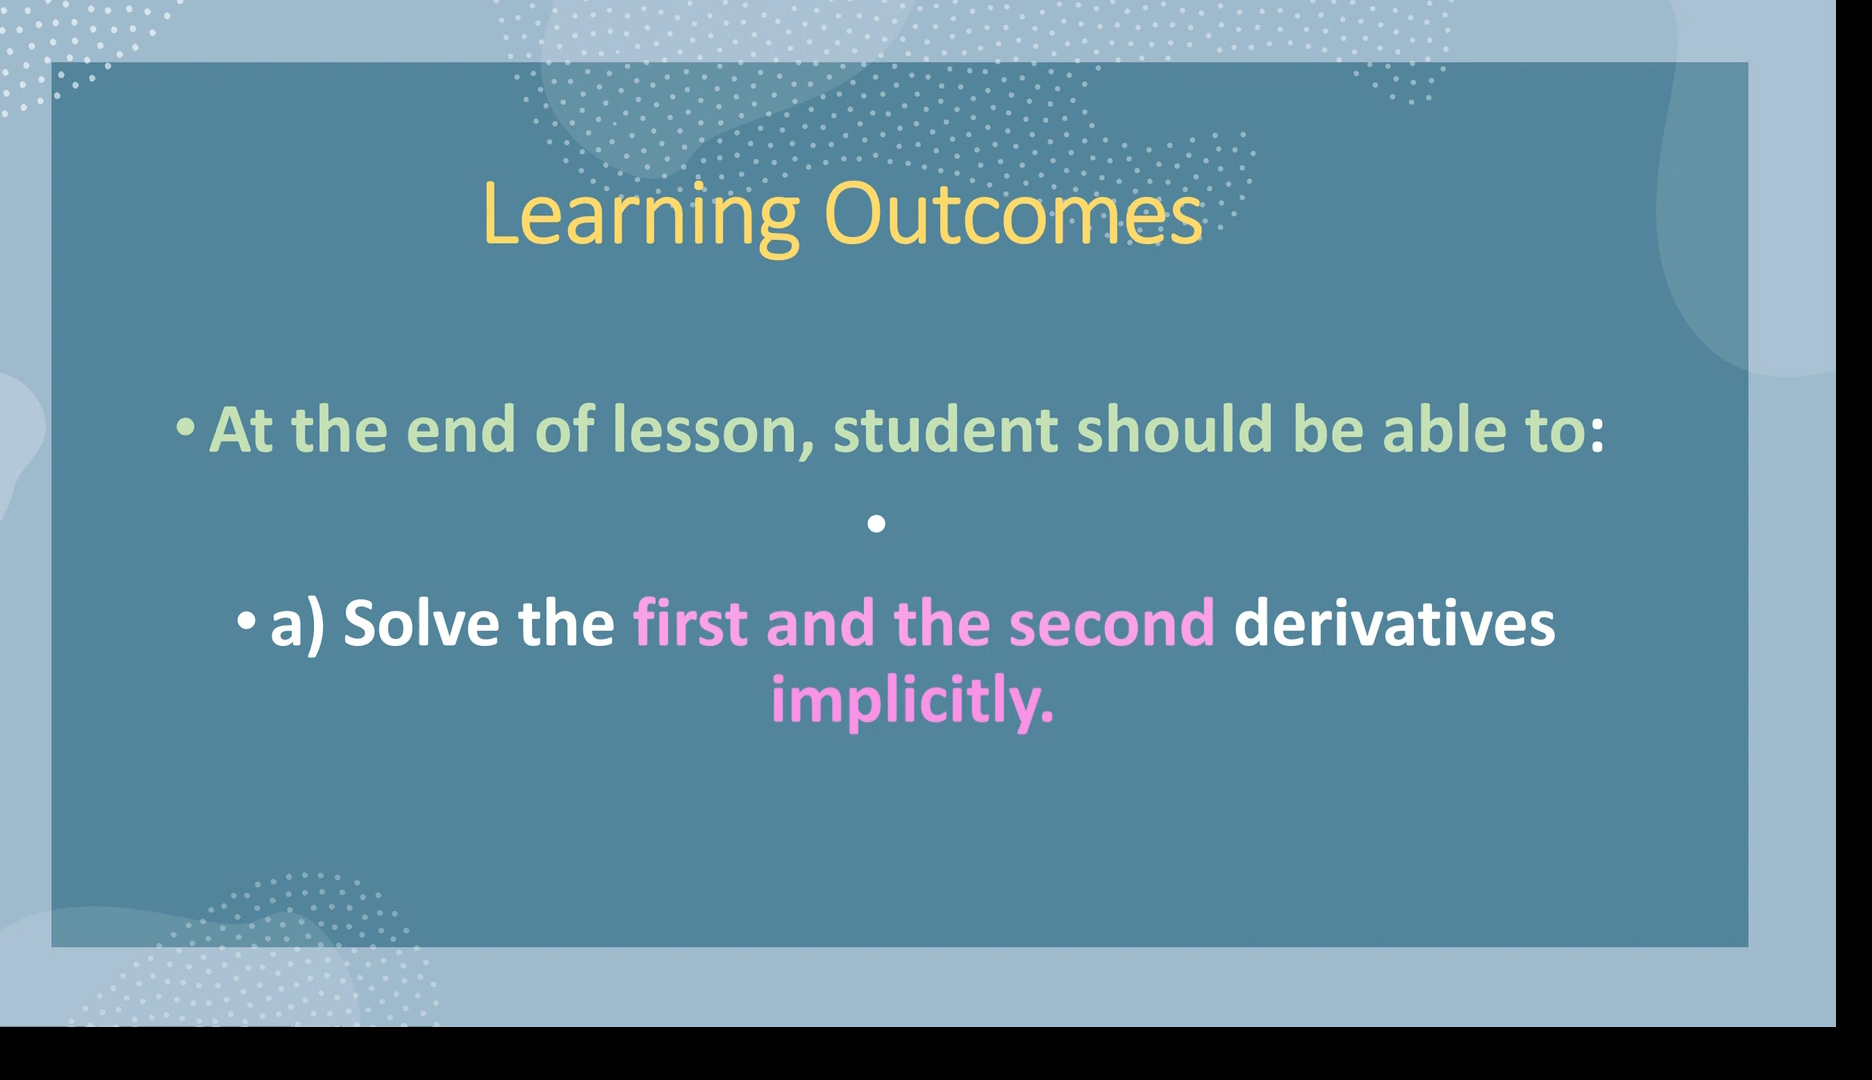 Learning Outcomes
• At the end of lesson, student should be able to:
•
• a) Solve the first and the second derivatives
implicitly.